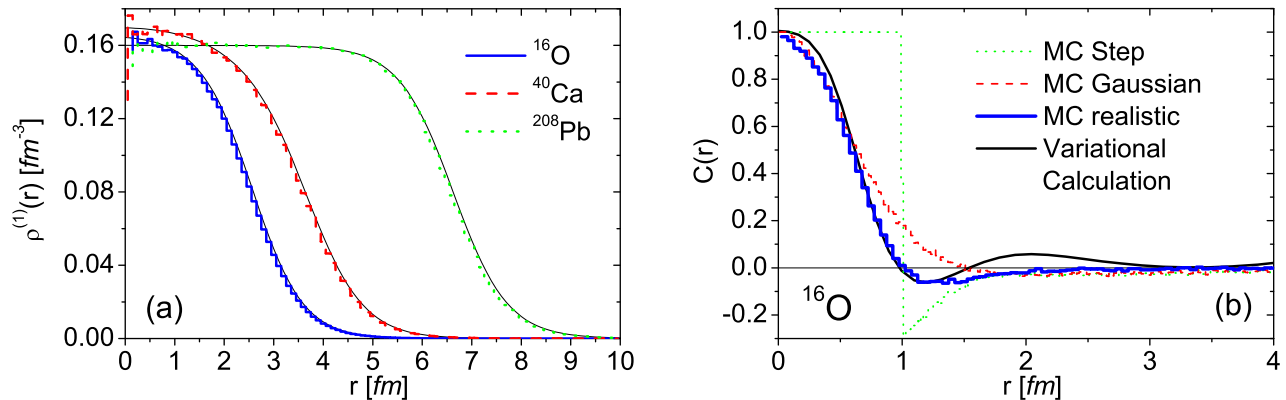 ρ⁽¹⁾(r) [fm⁻³]
0.16
0.12
0.08
0.04
0.00
¹⁶O
⁴⁰Ca
²⁰⁸Pb
(a)
0 1 2 3 4 5 6 7 8 9 10
r [fm]
C(r)
1.0
0.8
0.6
0.4
0.2
0.0
-0.2
MC Step
MC Gaussian
MC realistic
Variational
Calculation
¹⁶O
(b)
0 1 2 3 4
r [fm]